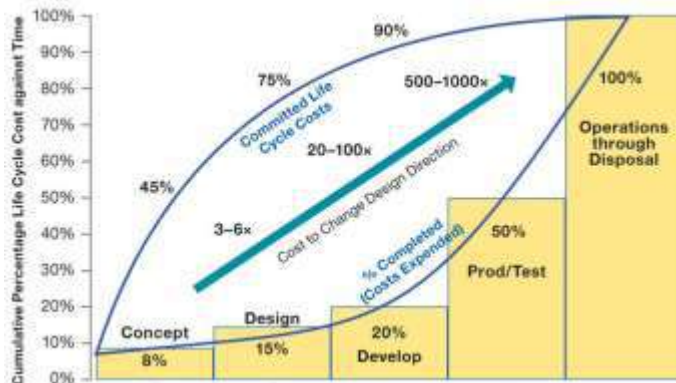 Cumulative Percentage Life Cycle Cost against Time
100%
90%
80%
70%
60%
50%
40%
30%
20%
10%
0%
90%
75%
45%
Committed Life
Cycle Costs
500–1000×
20–100×
3–6×
Cost to Change Design Direction
% Completed
(Costs Expended)
Concept
8%
Design
15%
20%
Develop
50%
Prod/Test
100%
Operations
through
Disposal